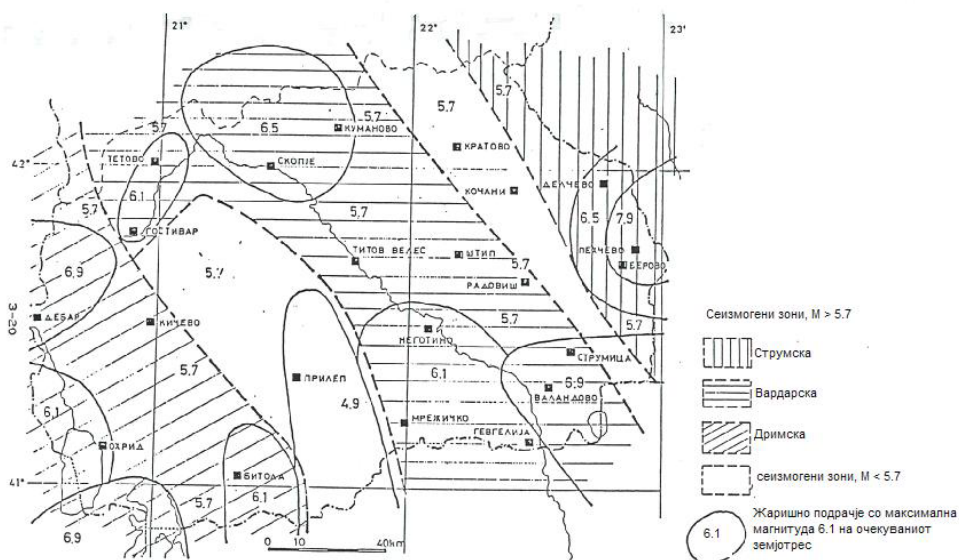 21°
22°
23°
5.7
5.7
6.5
КУМАНОВО
5.7
5.7
КРАТОВО
42°
ТЕТОВО
СКОПЈЕ
КОЧАНИ
ДЕЛЧЕВО
6.1
5.7
5.7
6.5
7.9
ГОСТИВАР
ТИТОВ ВЕЛЕС
ШТИП
5.7
ПЕХЧЕВО
БЕРОВО
6,9
5.7
РАДОВИШ
3-20
ДЕБАР
КИЧЕВО
НЕГОТИНО
5.7
5.7
СТРУМИЦА
5.7
ПРИЛЕП
6.1
6.9
ВАЛАНДОВО
6.1
4.9
МРЕЖИЧКО
ГЕВГЕЛИЈА
ОХРИД
41°
БИТОЛА
5.7
6.1
6.9
0 10 40km
Сеизмогени зони, М > 5.7
Струмска
Вардарска
Дримска
сеизмогени зони, М < 5.7
6.1
Жаришно подрачје со максимална
магнитуда 6.1 на очекуваниот
земјотрес